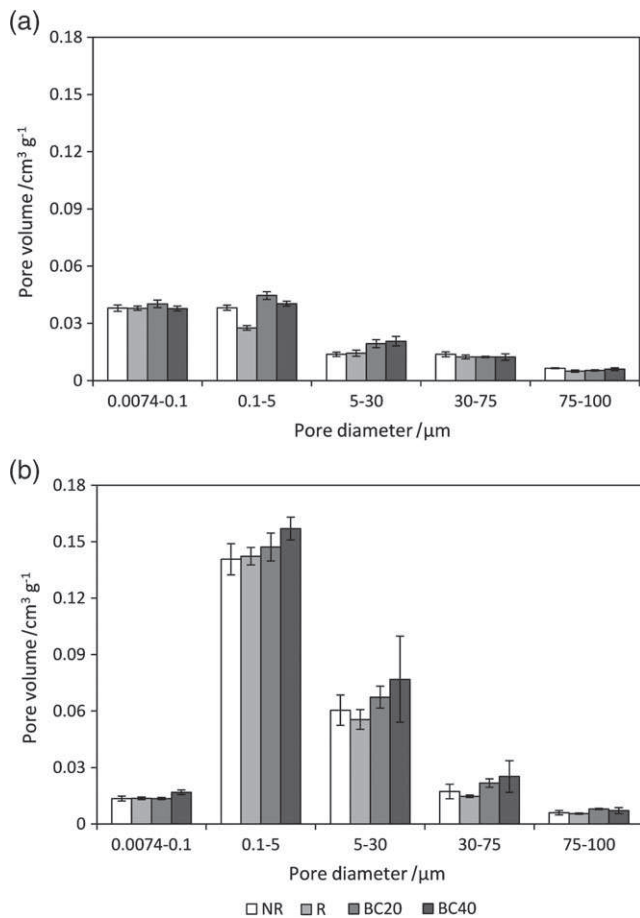 (a)
0.18
0.15
0.12
0.09
0.06
0.03
0
Pore volume /cm³ g⁻¹
0.0074-0.1 0.1-5 5-30 30-75 75-100
Pore diameter /µm
(b)
0.18
0.15
0.12
0.09
0.06
0.03
0
Pore volume /cm³ g⁻¹
0.0074-0.1 0.1-5 5-30 30-75 75-100
Pore diameter /µm
NR R BC20 BC40